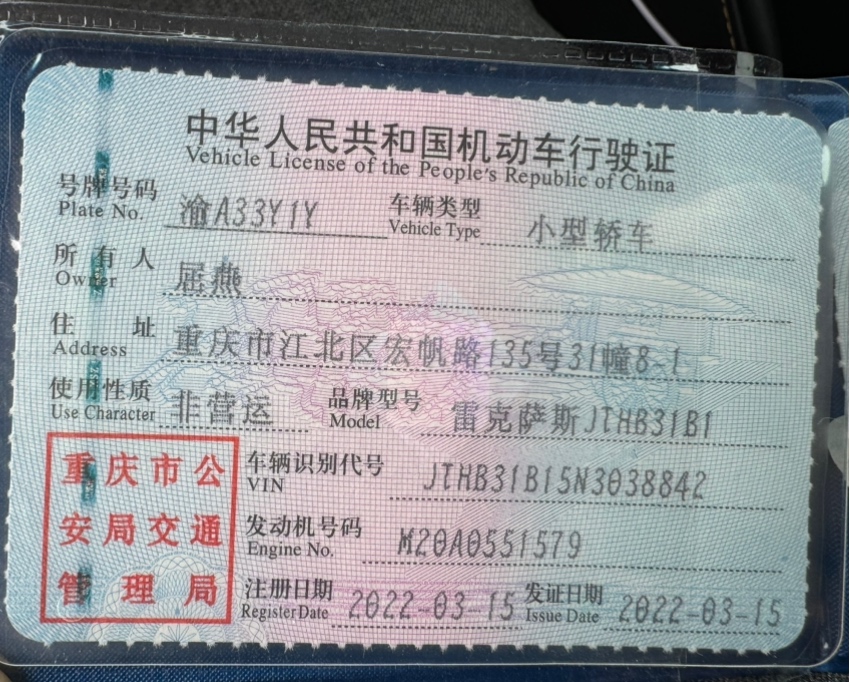 中华人民共和国机动车行驶证
Vehicle License of the People's Republic of China
号牌号码 渝A33Y1Y 车辆类型 小型轿车
Plate No. Vehicle Type
所有人 屈燕
Owner
住址 重庆市江北区宏帆路135号31幢8-1
Address
使用性质 非营运 品牌型号 雷克萨斯JTHB31B1
Use Character Model
重庆市公安局交通管理局
车辆识别代号 JTHB31B15N3038842
VIN
发动机号码 M20A0551579
Engine No.
注册日期 2022-03-15 发证日期 2022-03-15
Register Date Issue Date